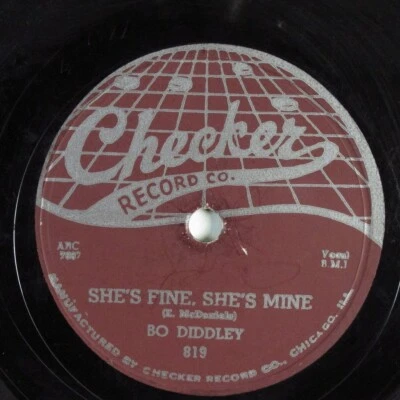 Checker
RECORD CO.
ARC
Vocal
B.M.I
SHE'S FINE, SHE'S MINE
(E. McDaniels)
BO DIDDLEY
819
MANUFACTURED BY CHECKER RECORD CO., CHICAGO, ILL.